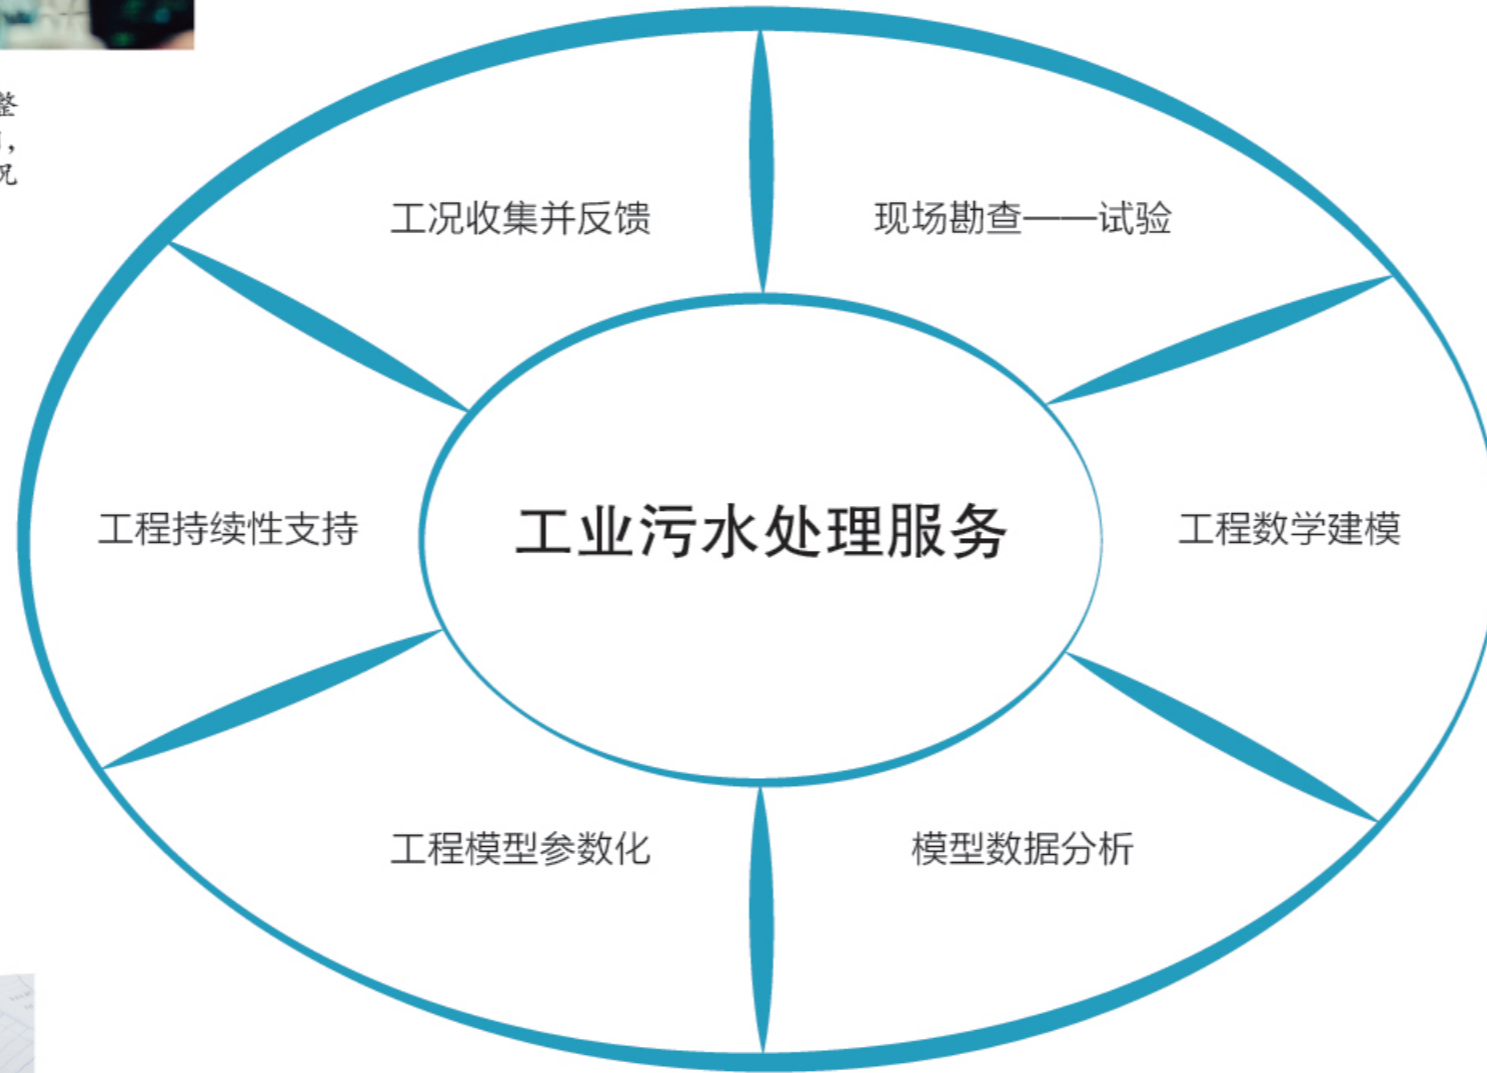 整
，
况
工况收集并反馈
现场勘查——试验
工程持续性支持
工业污水处理服务
工程数学建模
工程模型参数化
模型数据分析